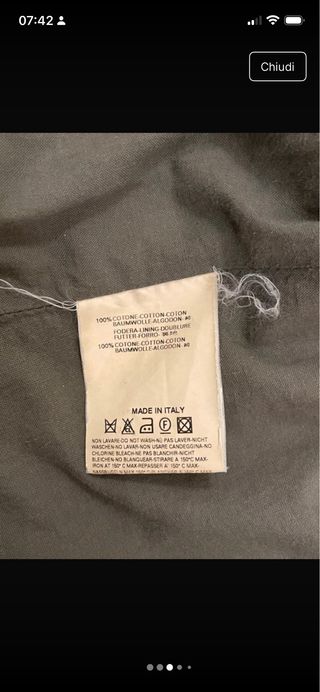 07:42
Chiudi
100% COTONE-COTTON-COTON
BAUMWOLLE-ALGODON-
FODERA-LINING-DOUBLURE
FUTTER-FORRO-
100% COTONE-COTTON-COTON
BAUMWOLLE-ALGODON-
MADE IN ITALY
NON LAVARE-DO NOT WASH-NE PAS LAVER-NICHT
WASCHEN-NO LAVAR-NON USARE CANDEGGINA-NO
CHLORINE BLEACH-NE PAS BLANCHIR-NICHT
BLEICHEN-NO BLANQUEAR-STIRARE A 150°C MAX-
IRON AT 150° C MAX-REPASSER A 150° C MAX-